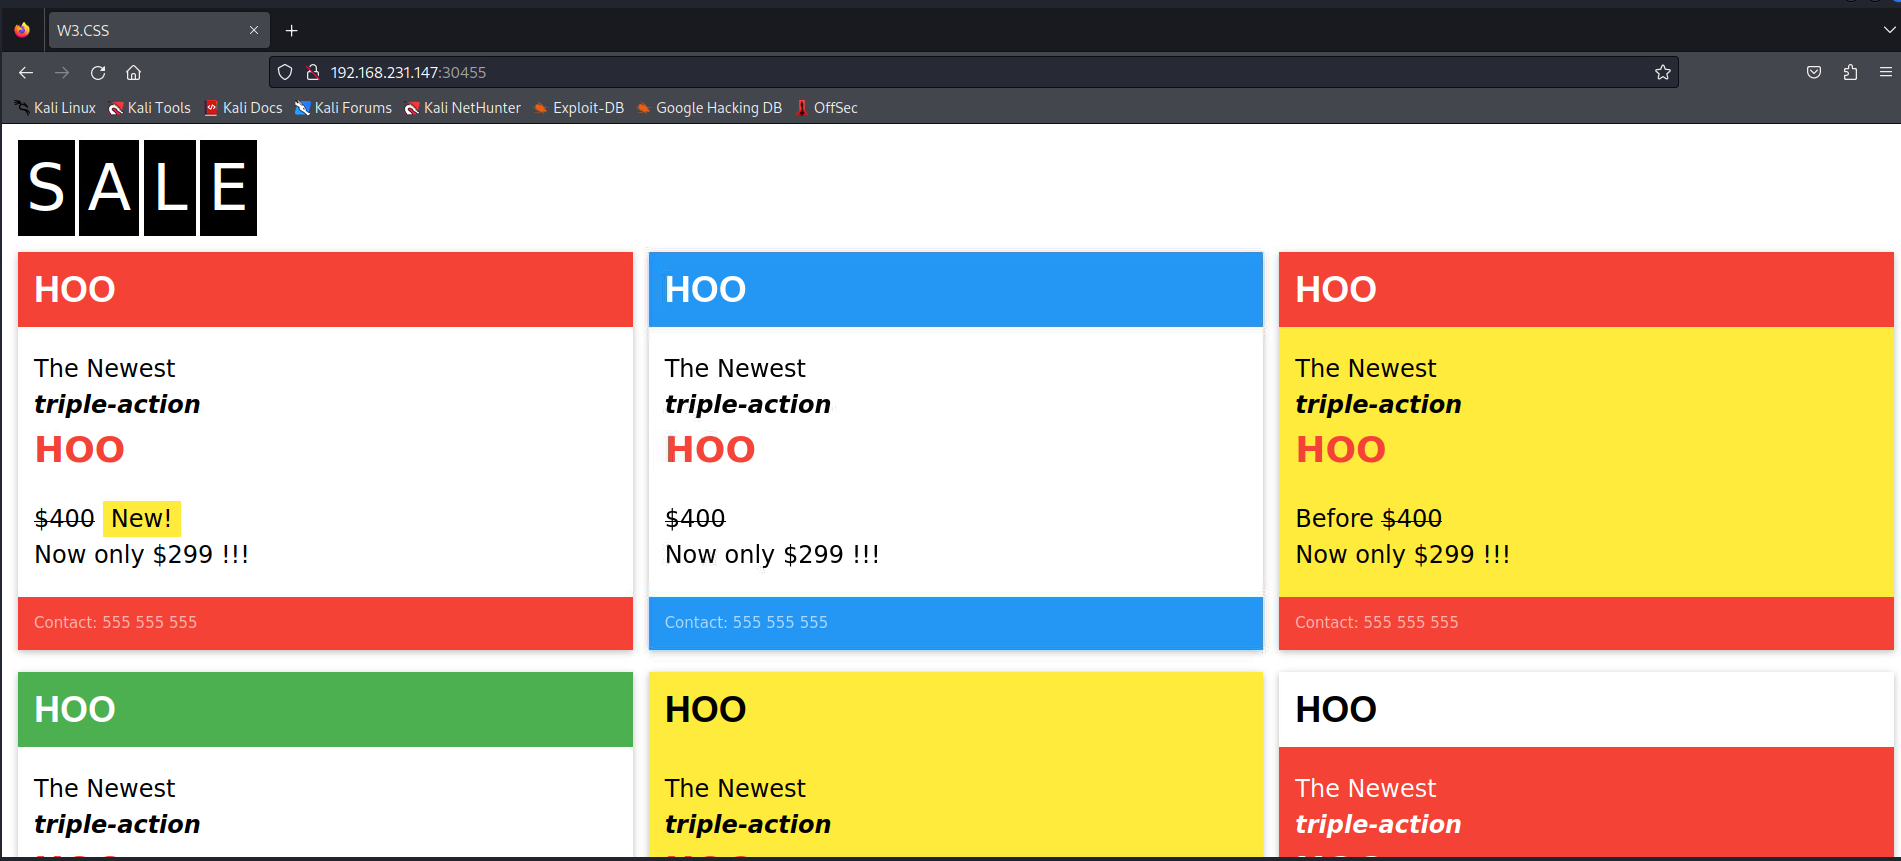 W3.CSS
192.168.231.147:30455
Kali Linux Kali Tools Kali Docs Kali Forums Kali NetHunter Exploit-DB Google Hacking DB OffSec
SALE
HOO
The Newest
triple-action
HOO
$400 New!
Now only $299 !!!
Contact: 555 555 555
HOO
The Newest
triple-action
HOO
$400
Now only $299 !!!
Contact: 555 555 555
HOO
The Newest
triple-action
HOO
Before $400
Now only $299 !!!
Contact: 555 555 555
HOO
The Newest
triple-action
HOO
The Newest
triple-action
HOO
The Newest
triple-action